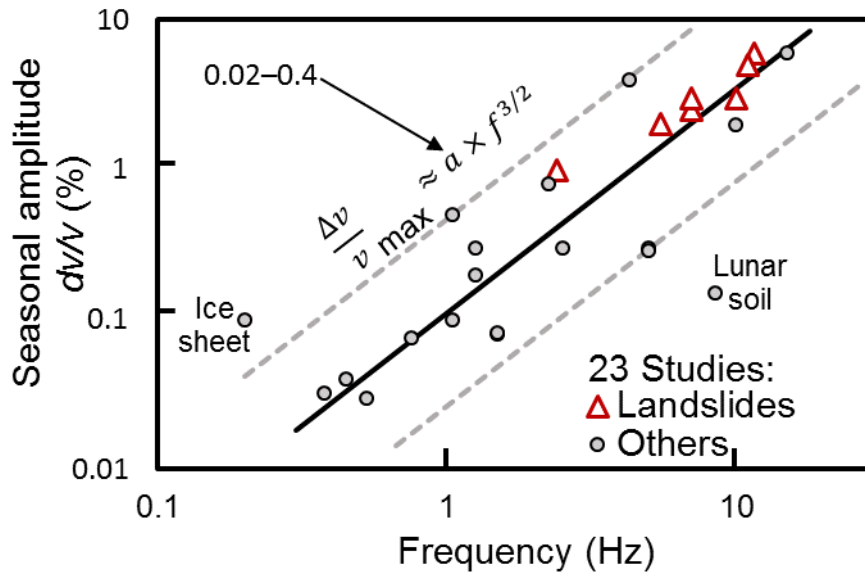 Seasonal amplitude
dv/v (%)
10
1
0.1
0.01
0.02–0.4
Δv/v max ≈ a × f^3/2
Ice
sheet
Lunar
soil
23 Studies:
Landslides
Others
0.1
1
10
Frequency (Hz)